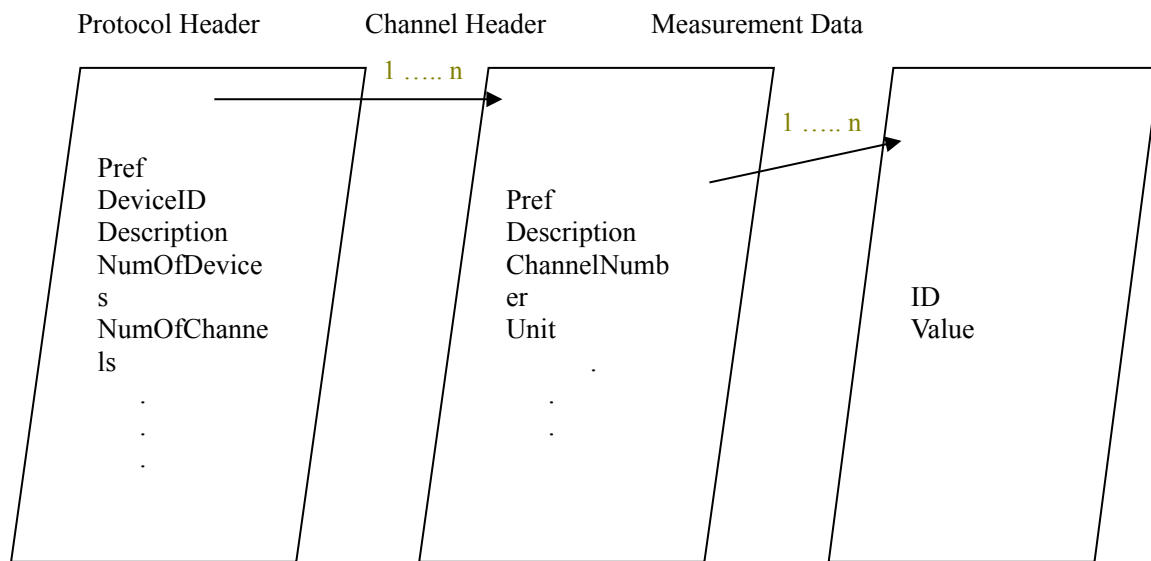 Protocol Header
Channel Header
Measurement Data
1 ….. n
1 ….. n
Pref
DeviceID
Description
NumOfDevice
s
NumOfChanne
ls
.
.
.
Pref
Description
ChannelNumb
er
Unit
.
.
.
ID
Value